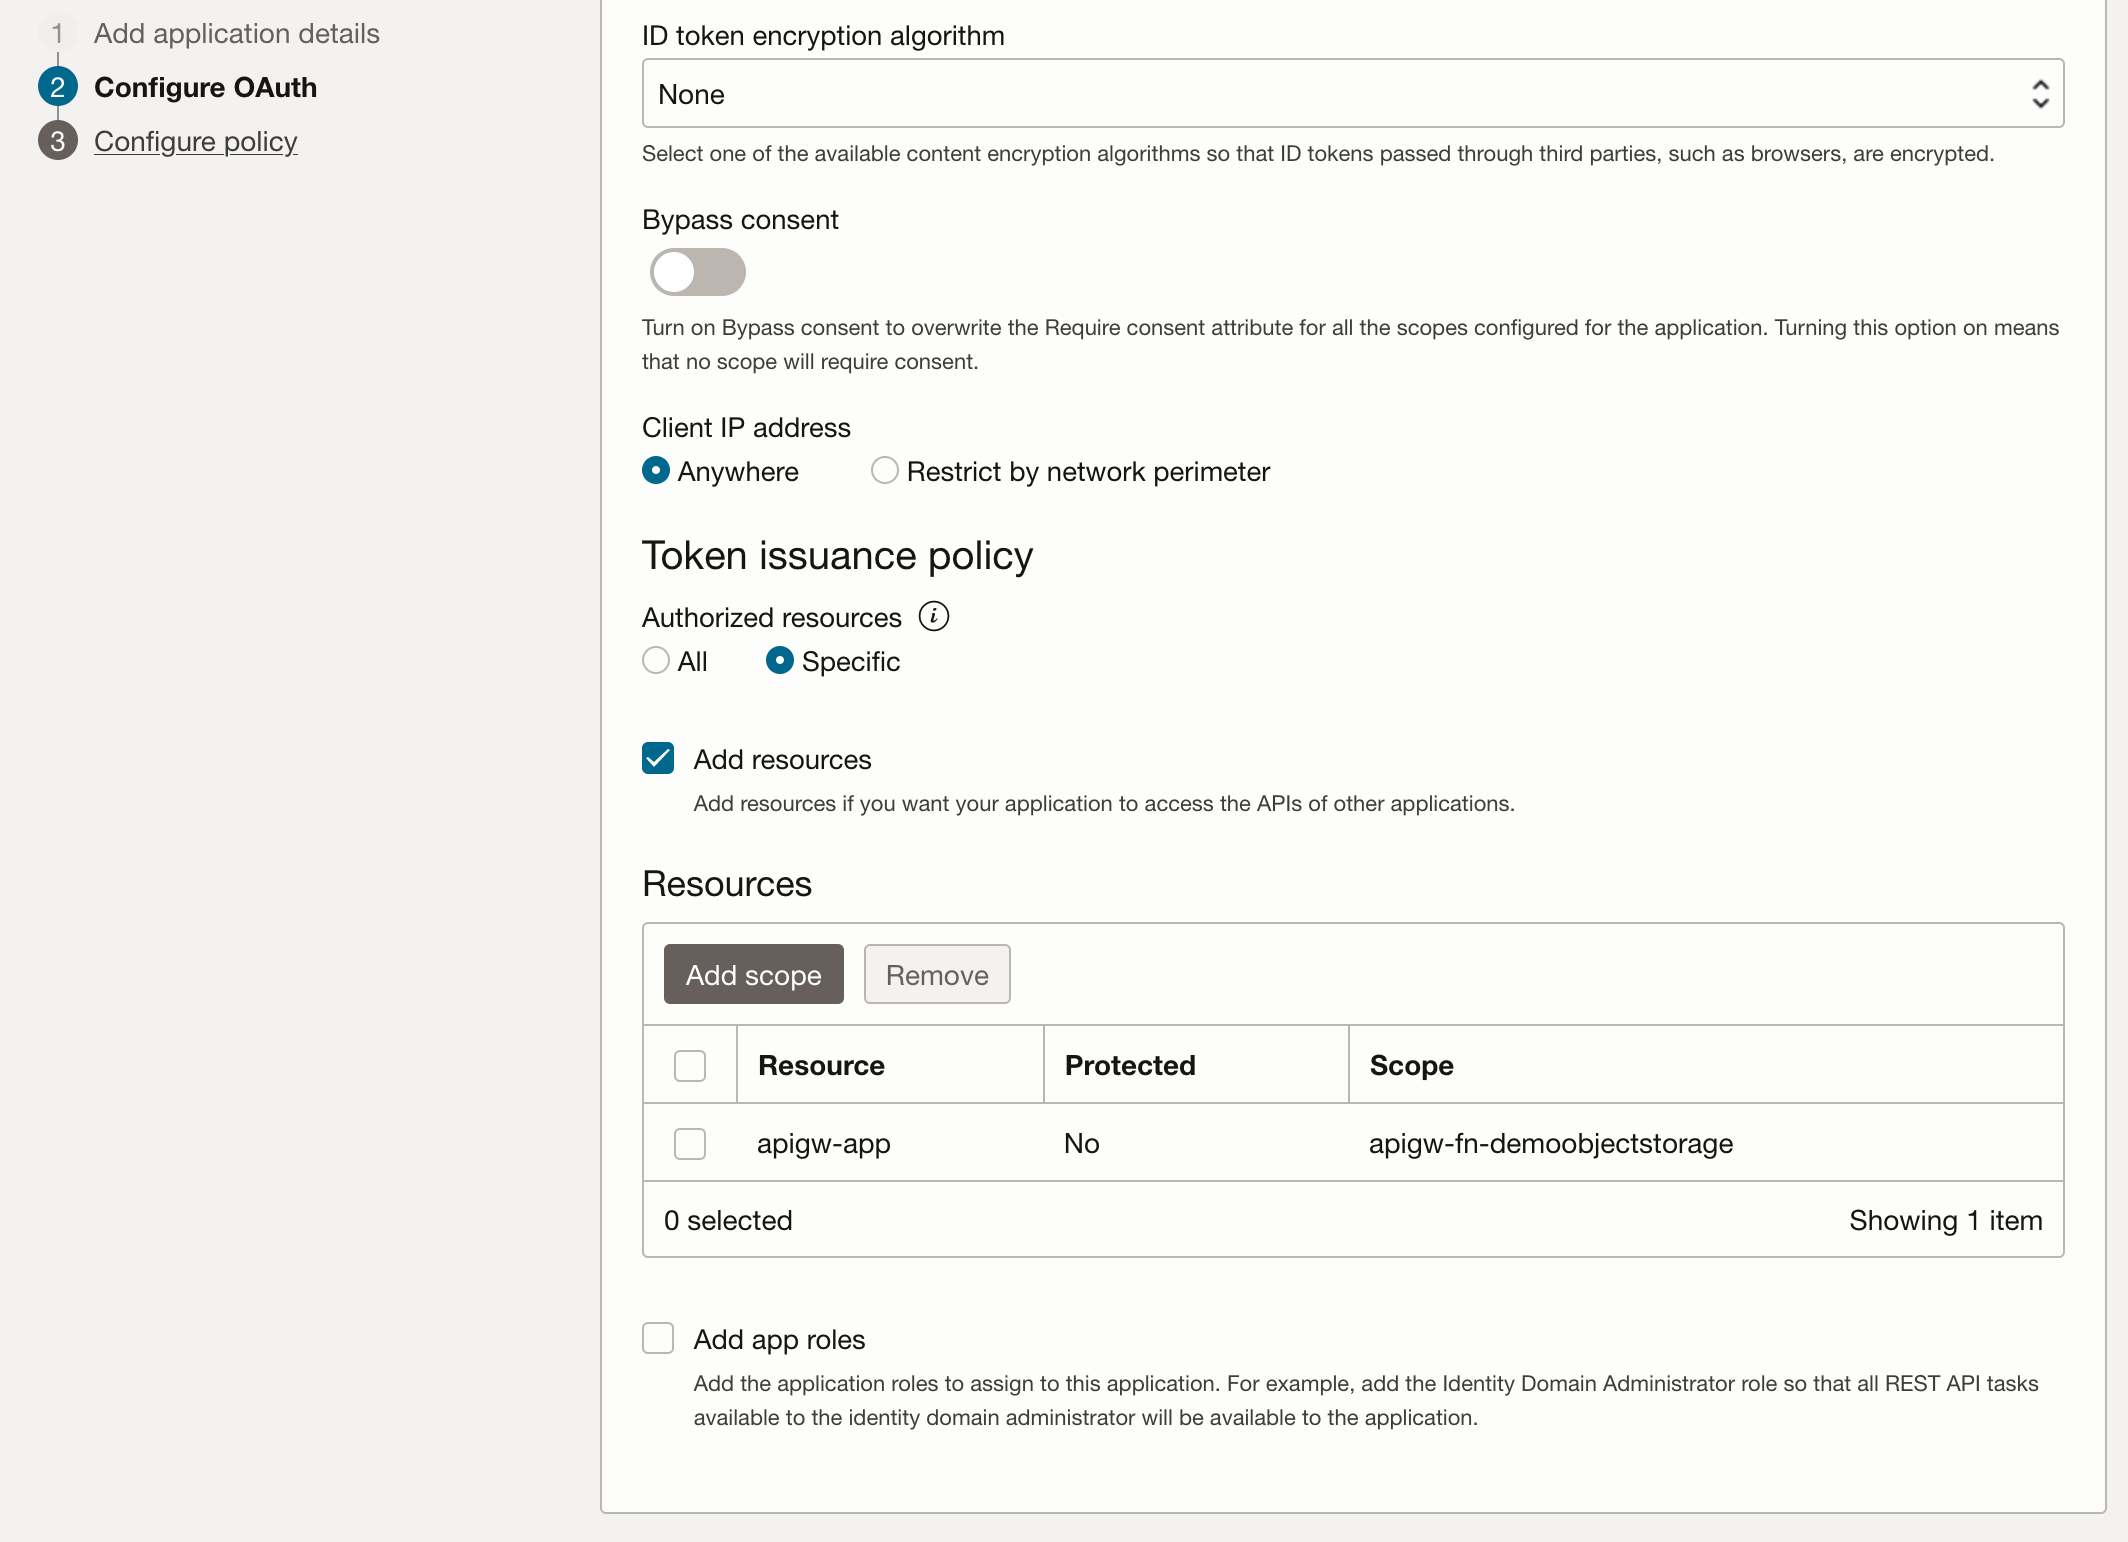 1 Add application details
2 Configure OAuth
3 Configure policy
ID token encryption algorithm
None
Select one of the available content encryption algorithms so that ID tokens passed through third parties, such as browsers, are encrypted.
Bypass consent
Turn on Bypass consent to overwrite the Require consent attribute for all the scopes configured for the application. Turning this option on means
that no scope will require consent.
Client IP address
Anywhere Restrict by network perimeter
Token issuance policy
Authorized resources i
All Specific
Add resources
Add resources if you want your application to access the APIs of other applications.
Resources
Add scope Remove
Resource Protected Scope
apigw-app No apigw-fn-demoobjectstorage
0 selected Showing 1 item
Add app roles
Add the application roles to assign to this application. For example, add the Identity Domain Administrator role so that all REST API tasks
available to the identity domain administrator will be available to the application.